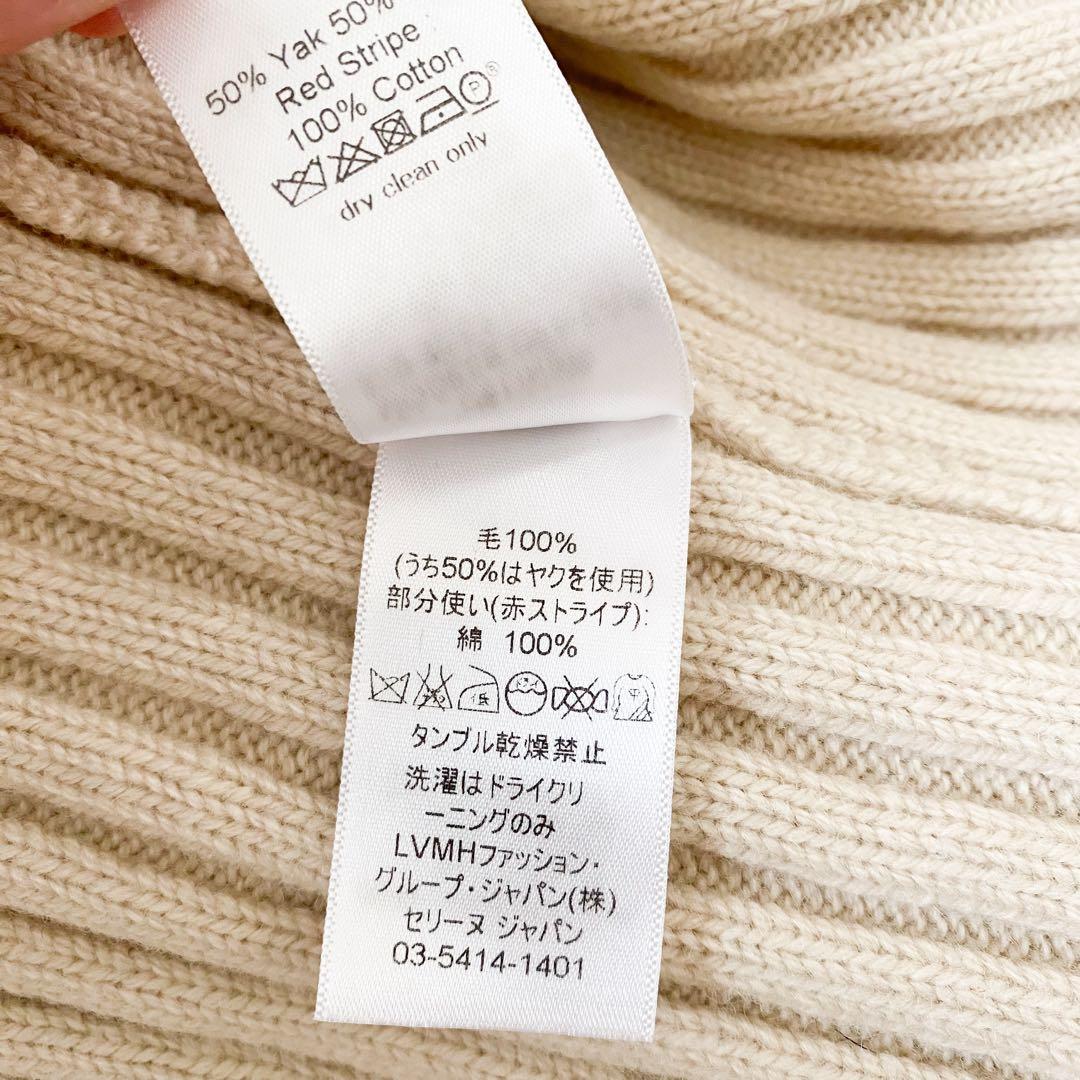 50% Yak 50%
Red Stripe
100% Cotton
P
®
dry clean only
毛100%
(うち50%はヤクを使用)
部分使い(赤ストライプ):
綿 100%
タンブル乾燥禁止
洗濯はドライクリ
ーニングのみ
LVMHファッション・
グループ・ジャパン(株)
セリーヌ ジャパン
03-5414-1401